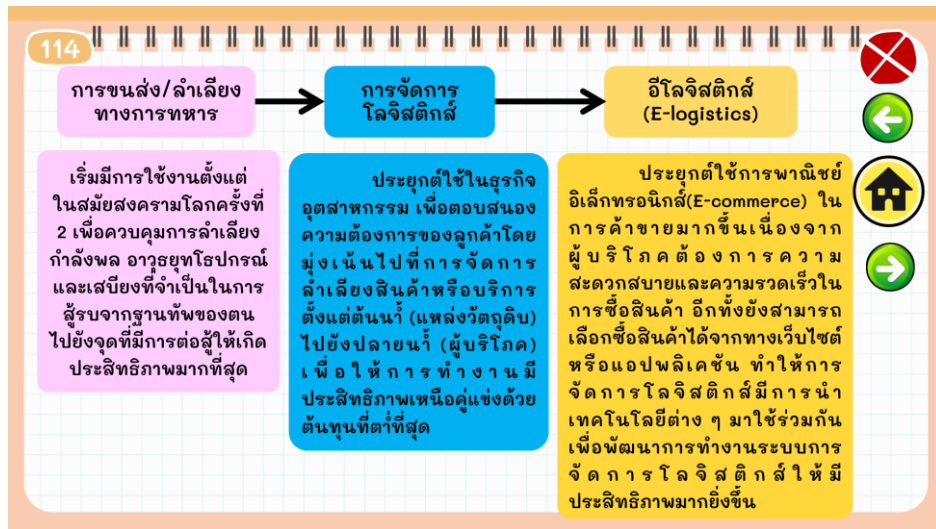 114
การขนส่ง/ลำเลียง
ทางการทหาร
การจัดการ
โลจิสติกส์
อีโลจิสติกส์
(E-logistics)
เริ่มมีการใช้งานตั้งแต่
ในสมัยสงครามโลกครั้งที่
2 เพื่อควบคุมการลำเลียง
กำลังพล อาวุธยุทโธปกรณ์
และเสบียงที่จำเป็นในการ
สู้รบจากฐานทัพของตน
ไปยังจุดที่มีการต่อสู้ให้เกิด
ประสิทธิภาพมากที่สุด
ประยุกต์ใช้ในธุรกิจ
อุตสาหกรรม เพื่อตอบสนอง
ความต้องการของลูกค้าโดย
มุ่งเน้นไปที่การจัดการ
ลำเลียงสินค้าหรือบริการ
ตั้งแต่ต้นน้ำ (แหล่งวัตถุดิบ)
ไปยังปลายน้ำ (ผู้บริโภค)
เพื่อให้การทำงานมี
ประสิทธิภาพเหนือคู่แข่งด้วย
ต้นทุนที่ต่ำที่สุด
ประยุกต์ใช้การพาณิชย์
อิเล็กทรอนิกส์(E-commerce) ใน
การค้าขายมากขึ้นเนื่องจาก
ผู้บริโภคต้องการความ
สะดวกสบายและความรวดเร็วใน
การซื้อสินค้า อีกทั้งยังสามารถ
เลือกซื้อสินค้าได้จากทางเว็บไซต์
หรือแอปพลิเคชัน ทำให้การ
จัดการโลจิสติกส์มีการนำ
เทคโนโลยีต่าง ๆ มาใช้ร่วมกัน
เพื่อพัฒนาการทำงานระบบการ
จัดการโลจิสติกส์ให้มี
ประสิทธิภาพมากยิ่งขึ้น